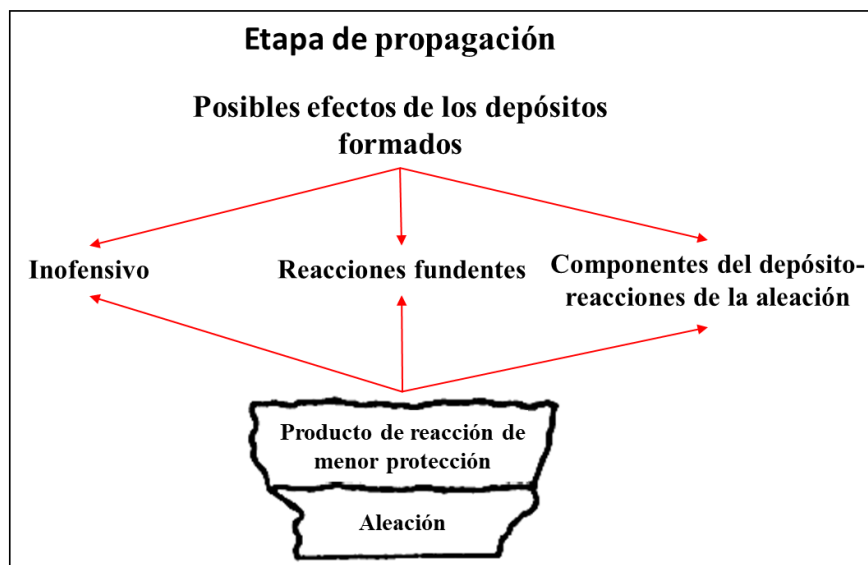 Etapa de propagación
Posibles efectos de los depósitos
formados
Inofensivo
Reacciones fundentes
Componentes del depósito-
reacciones de la aleación
Producto de reacción de
menor protección
Aleación